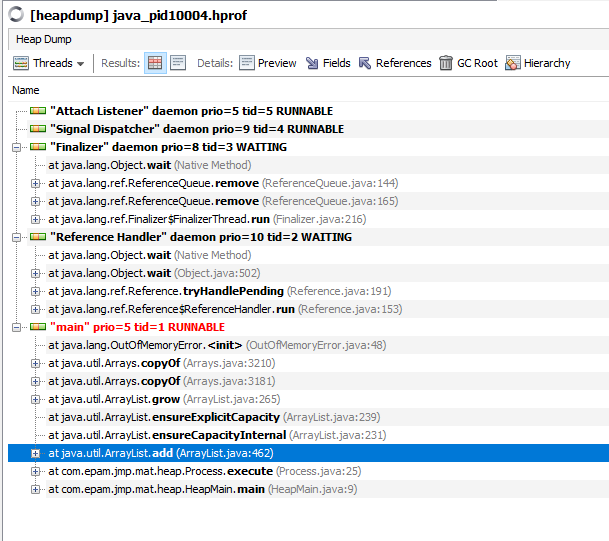 [heapdump] java_pid10004.hprof
Heap Dump
Threads Results: Details: Preview Fields References GC Root Hierarchy
Name
"Attach Listener" daemon prio=5 tid=5 RUNNABLE
"Signal Dispatcher" daemon prio=9 tid=4 RUNNABLE
"Finalizer" daemon prio=8 tid=3 WAITING
at java.lang.Object.wait (Native Method)
at java.lang.ref.ReferenceQueue.remove (ReferenceQueue.java:144)
at java.lang.ref.ReferenceQueue.remove (ReferenceQueue.java:165)
at java.lang.ref.Finalizer$FinalizerThread.run (Finalizer.java:216)
"Reference Handler" daemon prio=10 tid=2 WAITING
at java.lang.Object.wait (Native Method)
at java.lang.Object.wait (Object.java:502)
at java.lang.ref.Reference.tryHandlePending (Reference.java:191)
at java.lang.ref.Reference$ReferenceHandler.run (Reference.java:153)
"main" prio=5 tid=1 RUNNABLE
at java.lang.OutOfMemoryError.<init> (OutOfMemoryError.java:48)
at java.util.Arrays.copyOf (Arrays.java:3210)
at java.util.Arrays.copyOf (Arrays.java:3181)
at java.util.ArrayList.grow (ArrayList.java:265)
at java.util.ArrayList.ensureExplicitCapacity (ArrayList.java:239)
at java.util.ArrayList.ensureCapacityInternal (ArrayList.java:231)
at java.util.ArrayList.add (ArrayList.java:462)
at com.epam.jmp.mat.heap.Process.execute (Process.java:25)
at com.epam.jmp.mat.heap.HeapMain.main (HeapMain.java:9)